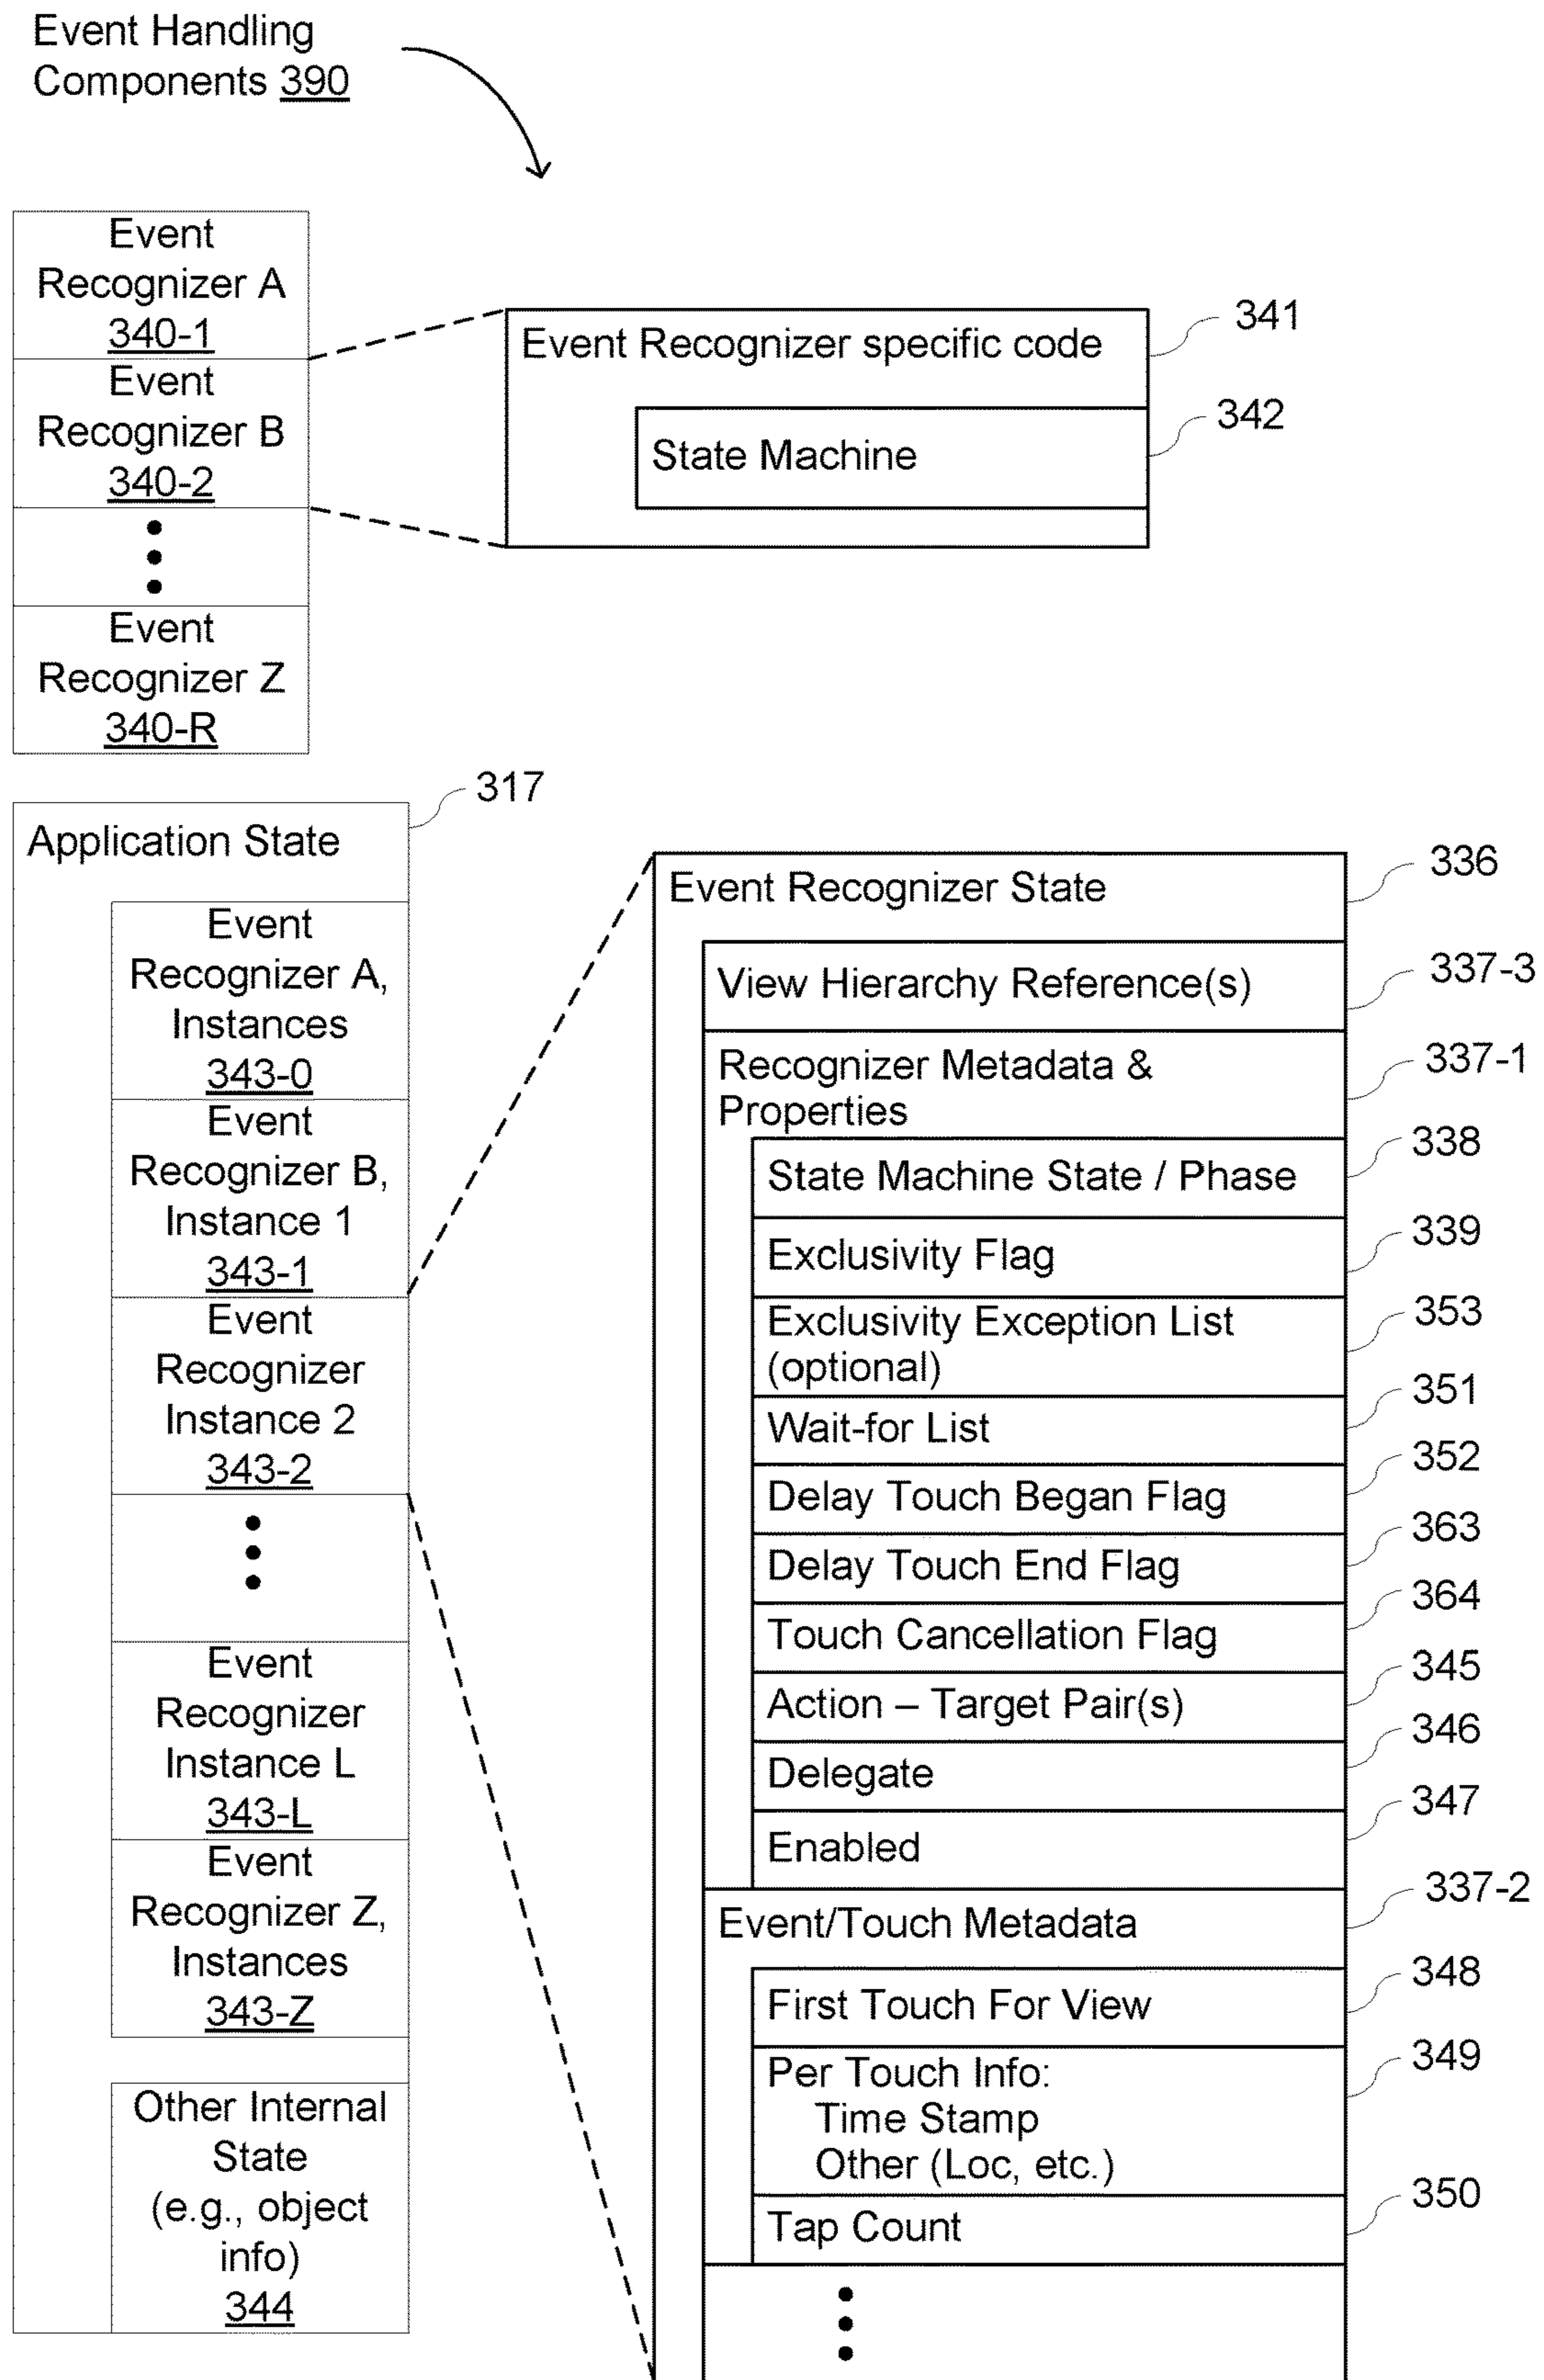 Event Handling
Components 390
Event
Recognizer A
340-1
Event
Recognizer B
340-2
Event
Recognizer Z
340-R
Event Recognizer specific code
341
State Machine
342
317
Application State
Event
Recognizer A,
Instances
343-0
Event
Recognizer B,
Instance 1
343-1
Event
Recognizer
Instance 2
343-2
Event
Recognizer
Instance L
343-L
Event
Recognizer Z,
Instances
343-Z
Other Internal
State
(e.g., object
info)
344
Event Recognizer State
336
View Hierarchy Reference(s)
337-3
Recognizer Metadata &
Properties
337-1
State Machine State / Phase
338
Exclusivity Flag
339
Exclusivity Exception List
(optional)
353
Wait-for List
351
Delay Touch Began Flag
352
Delay Touch End Flag
363
Touch Cancellation Flag
364
Action – Target Pair(s)
345
Delegate
346
Enabled
347
Event/Touch Metadata
337-2
First Touch For View
348
Per Touch Info:
Time Stamp
Other (Loc, etc.)
349
Tap Count
350